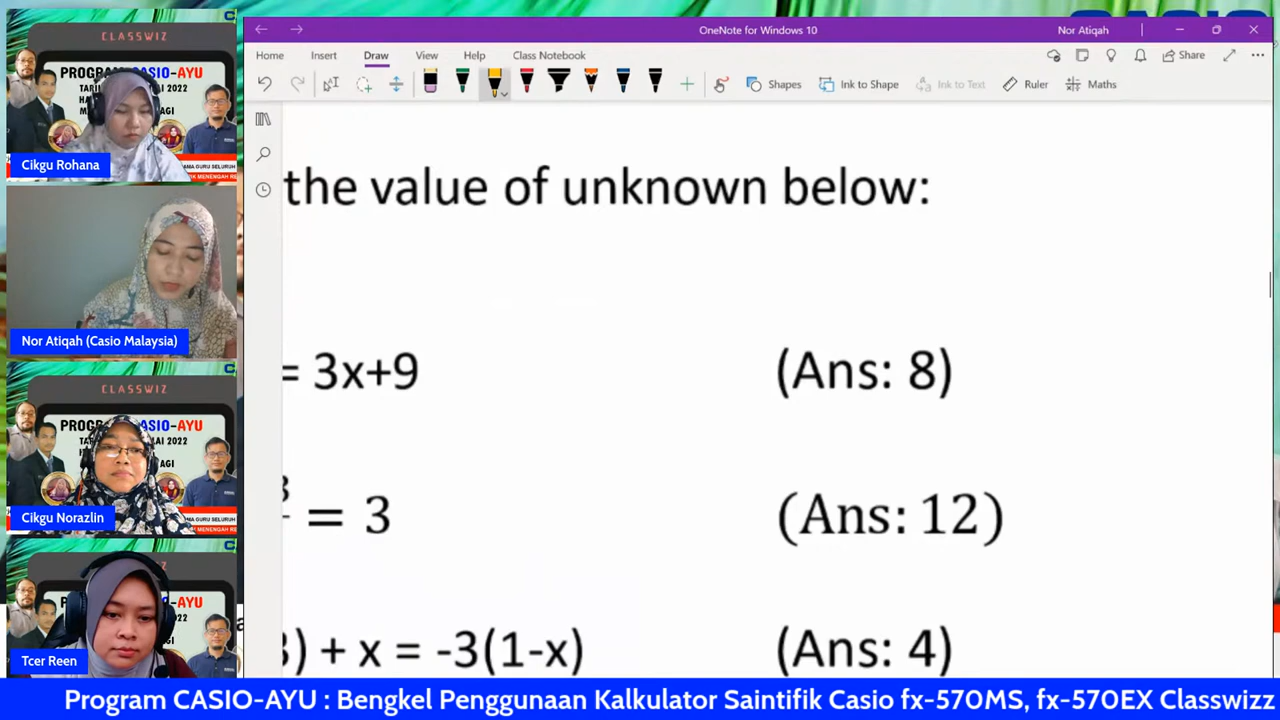 CLASSWIZ
PROGRAM CASIO-AYU
Cikgu Rohana
Nor Atiqah (Casio Malaysia)
CLASSWIZ
2022
Cikgu Norazlin
2022
Tcer Reen
OneNote for Windows 10
Nor Atiqah
Home Insert Draw View Help Class Notebook
Share
Shapes Ink to Shape Ink to Text Ruler Maths
the value of unknown below:
= 3x+9 (Ans: 8)
= 3 (Ans: 12)
) + x = -3(1-x) (Ans: 4)
Program CASIO-AYU : Bengkel Penggunaan Kalkulator Saintifik Casio fx-570MS, fx-570EX Classwizz